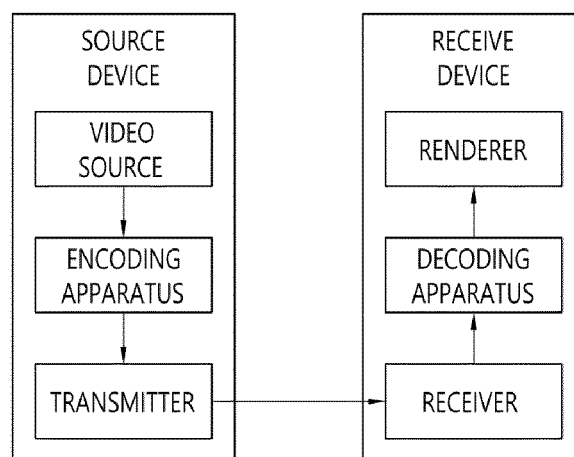 SOURCE
DEVICE
VIDEO
SOURCE
ENCODING
APPARATUS
TRANSMITTER
RECEIVE
DEVICE
RENDERER
DECODING
APPARATUS
RECEIVER